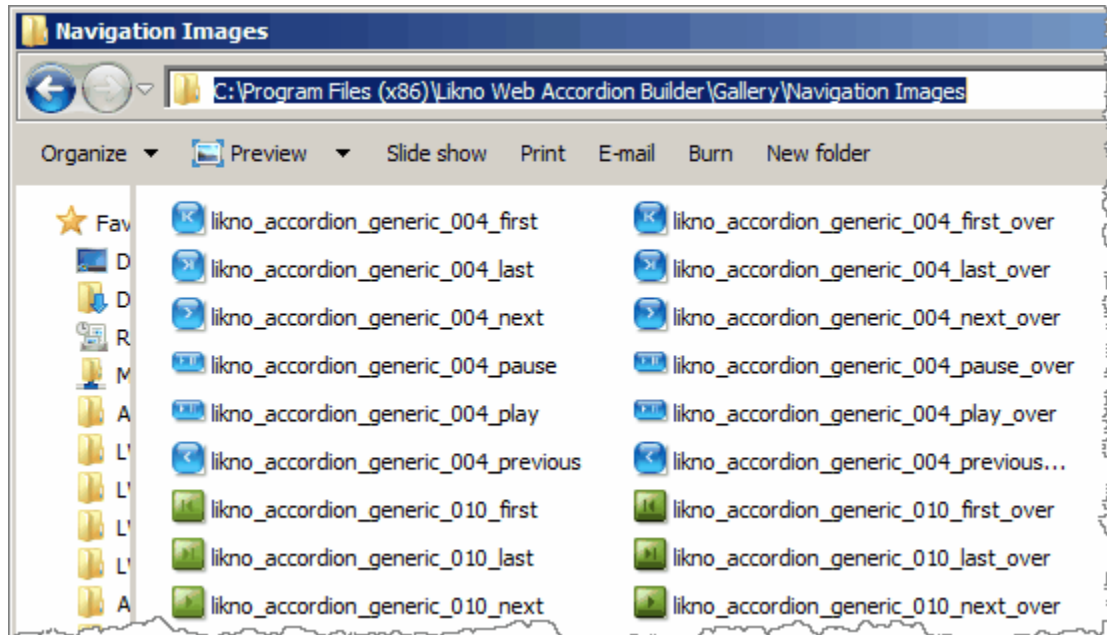 Navigation Images
C:\Program Files (x86)\Likno Web Accordion Builder\Gallery\Navigation Images
Organize Preview Slide show Print E-mail Burn New folder
Fav
D
D
R
M
A
L
L
L
L
A
likno_accordion_generic_004_first likno_accordion_generic_004_first_over
likno_accordion_generic_004_last likno_accordion_generic_004_last_over
likno_accordion_generic_004_next likno_accordion_generic_004_next_over
likno_accordion_generic_004_pause likno_accordion_generic_004_pause_over
likno_accordion_generic_004_play likno_accordion_generic_004_play_over
likno_accordion_generic_004_previous likno_accordion_generic_004_previous...
likno_accordion_generic_010_first likno_accordion_generic_010_first_over
likno_accordion_generic_010_last likno_accordion_generic_010_last_over
likno_accordion_generic_010_next likno_accordion_generic_010_next_over